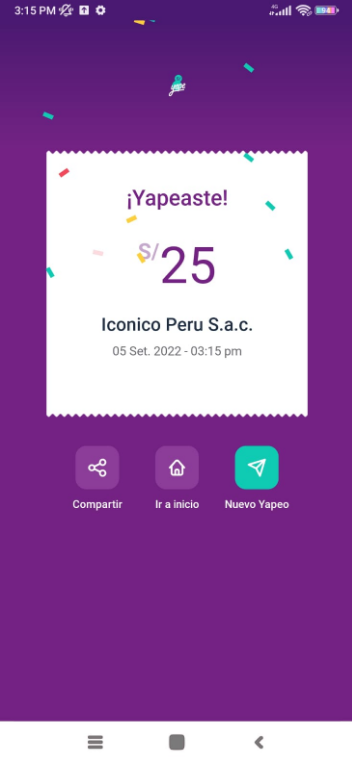 3:15 PM
4G
yape
¡Yapeaste!
S/25
Iconico Peru S.a.c.
05 Set. 2022 - 03:15 pm
Compartir
Ir a inicio
Nuevo Yapeo